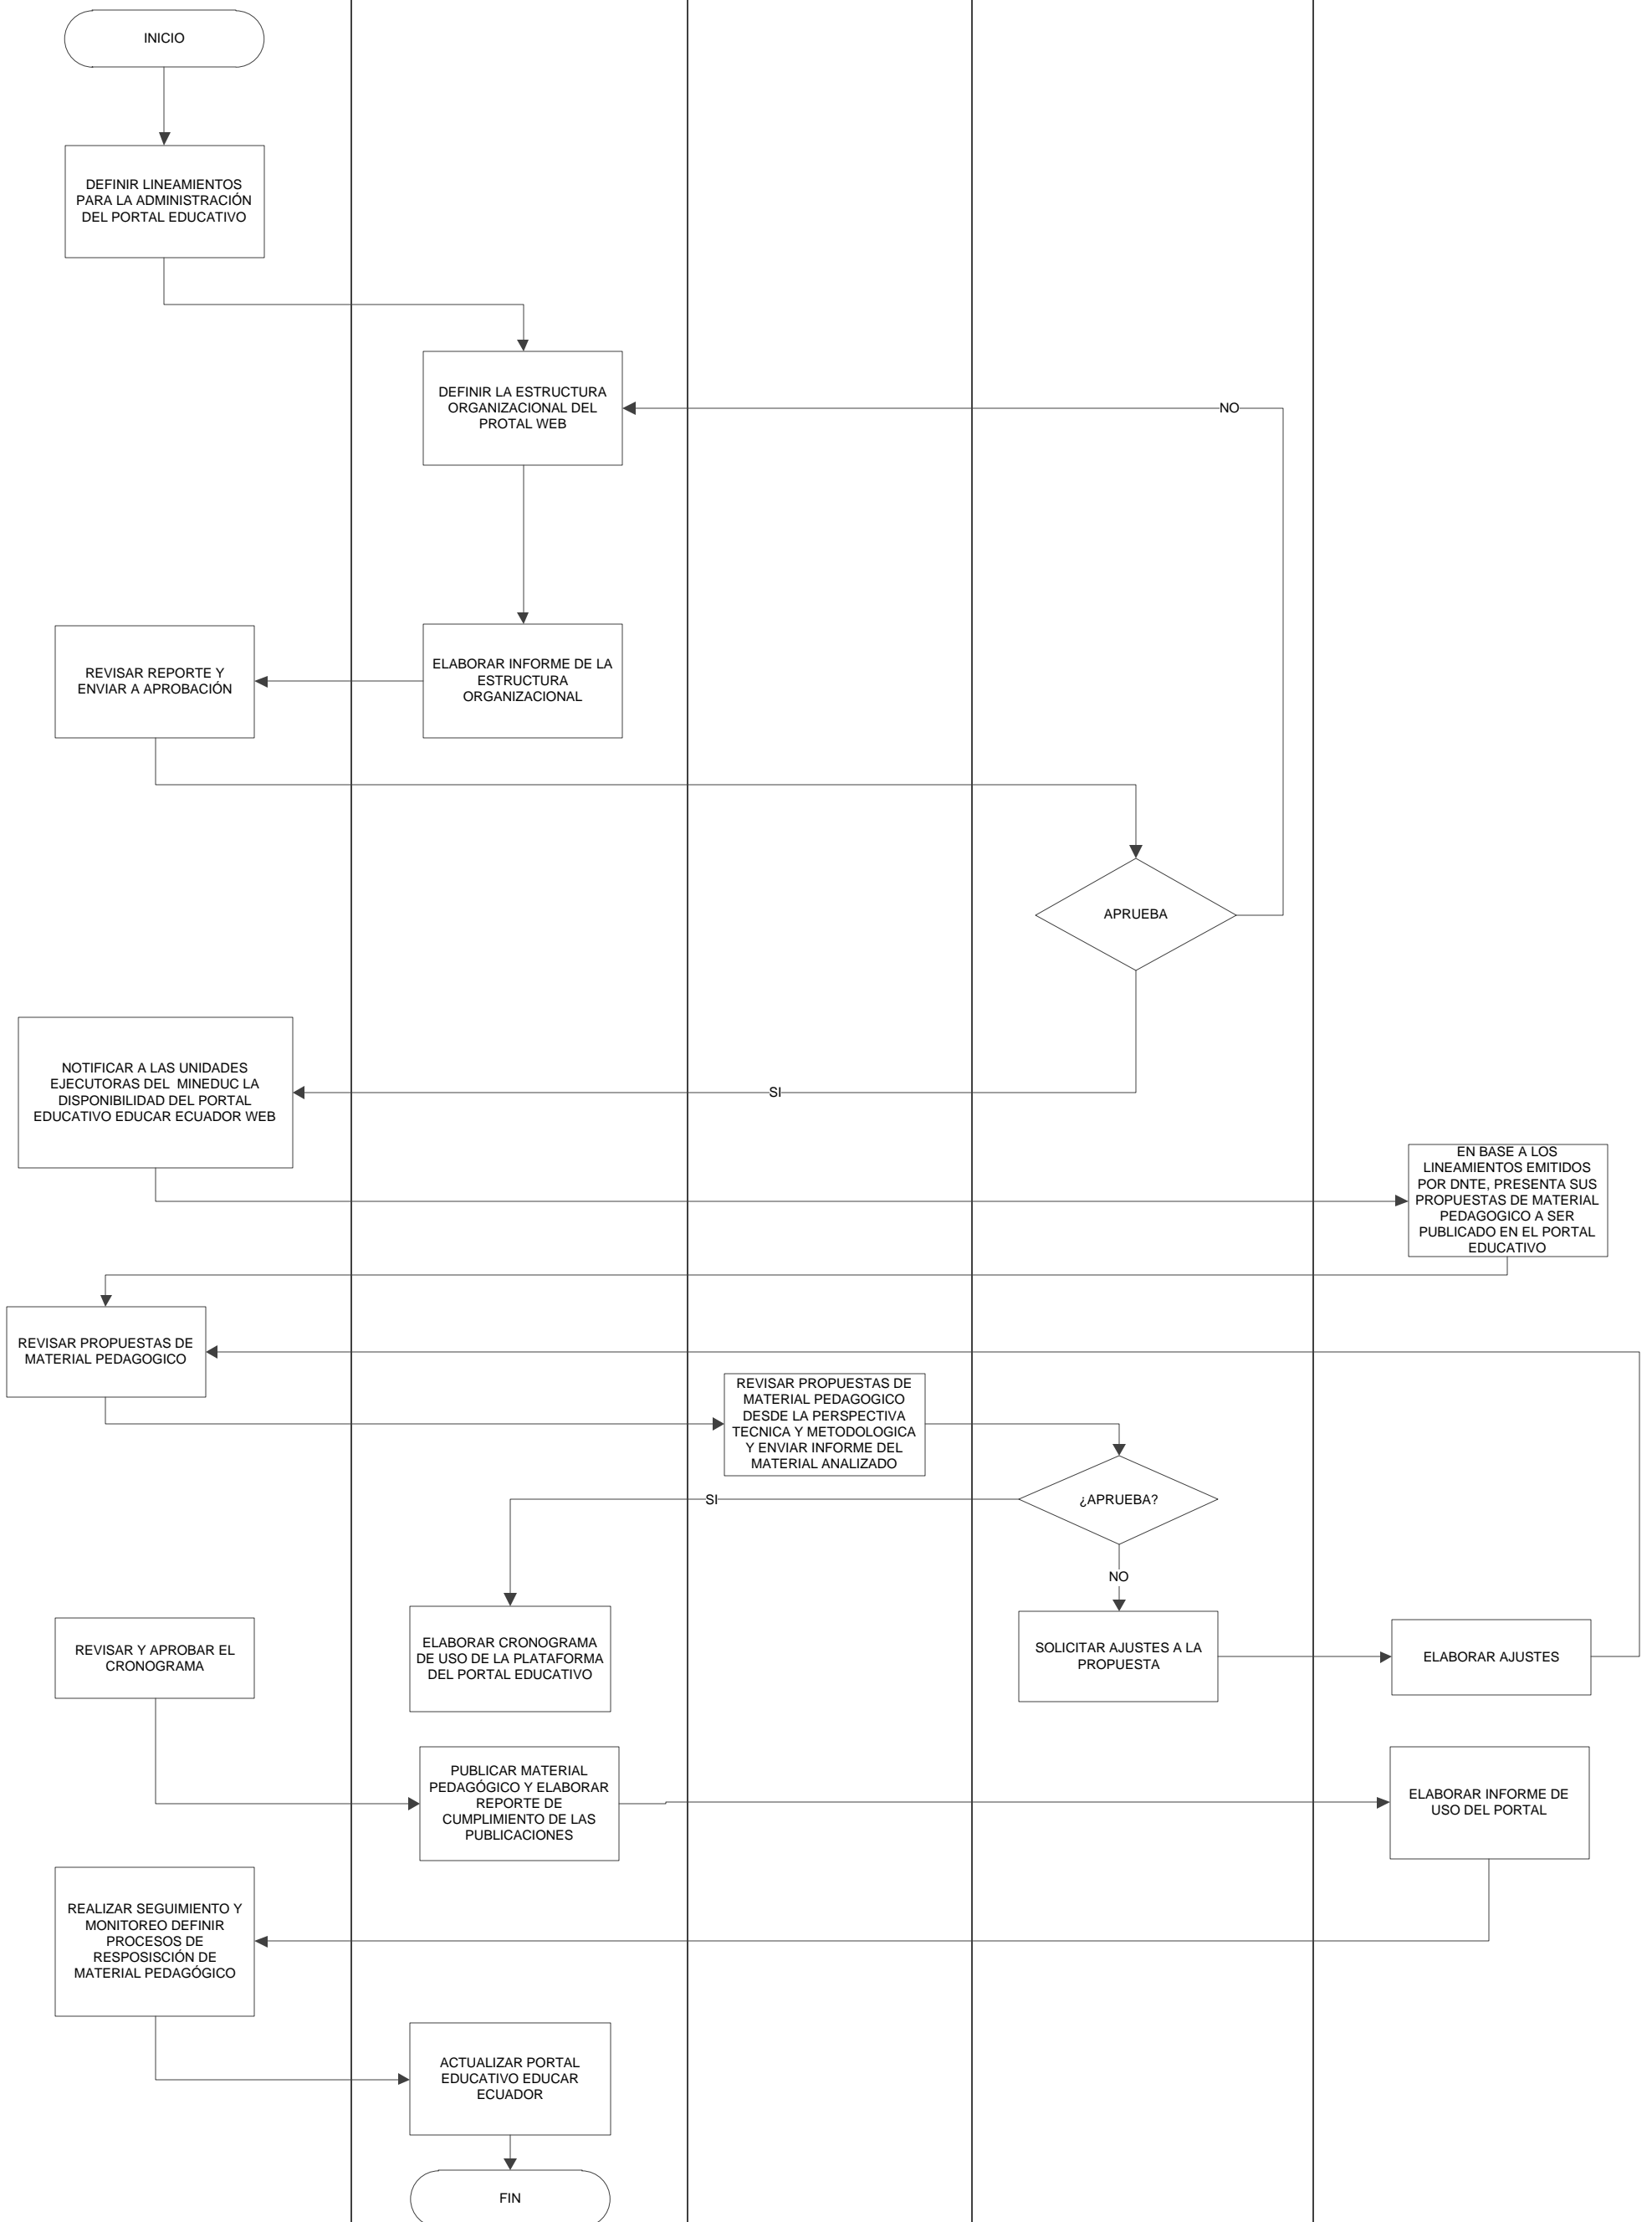 INICIO
DEFINIR LINEAMIENTOS
PARA LA ADMINISTRACIÓN
DEL PORTAL EDUCATIVO
DEFINIR LA ESTRUCTURA
ORGANIZACIONAL DEL
PROTAL WEB
NO
ELABORAR INFORME DE LA
ESTRUCTURA
ORGANIZACIONAL
REVISAR REPORTE Y
ENVIAR A APROBACIÓN
APRUEBA
NOTIFICAR A LAS UNIDADES
EJECUTORAS DEL  MINEDUC LA
DISPONIBILIDAD DEL PORTAL
EDUCATIVO EDUCAR ECUADOR WEB
SI
EN BASE A LOS
LINEAMIENTOS EMITIDOS
POR DNTE, PRESENTA SUS
PROPUESTAS DE MATERIAL
PEDAGOGICO A SER
PUBLICADO EN EL PORTAL
EDUCATIVO
REVISAR PROPUESTAS DE
MATERIAL PEDAGOGICO
REVISAR PROPUESTAS DE
MATERIAL PEDAGOGICO
DESDE LA PERSPECTIVA
TECNICA Y METODOLOGICA
Y ENVIAR INFORME DEL
MATERIAL ANALIZADO
¿APRUEBA?
SI
NO
REVISAR Y APROBAR EL
CRONOGRAMA
ELABORAR CRONOGRAMA
DE USO DE LA PLATAFORMA
DEL PORTAL EDUCATIVO
SOLICITAR AJUSTES A LA
PROPUESTA
ELABORAR AJUSTES
PUBLICAR MATERIAL
PEDAGÓGICO Y ELABORAR
REPORTE DE
CUMPLIMIENTO DE LAS
PUBLICACIONES
ELABORAR INFORME DE
USO DEL PORTAL
REALIZAR SEGUIMIENTO Y
MONITOREO DEFINIR
PROCESOS DE
RESPOSISCIÓN DE
MATERIAL PEDAGÓGICO
ACTUALIZAR PORTAL
EDUCATIVO EDUCAR
ECUADOR
FIN